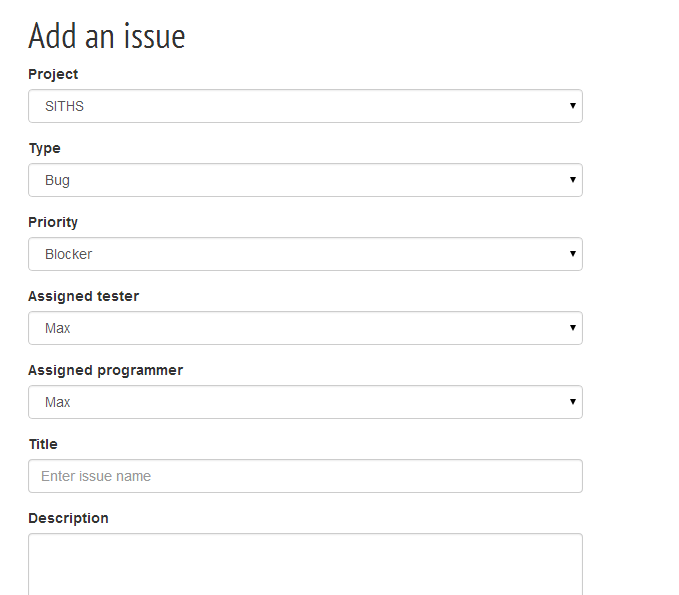 Add an issue
Project
SITHS
Type
Bug
Priority
Blocker
Assigned tester
Max
Assigned programmer
Max
Title
Enter issue name
Description